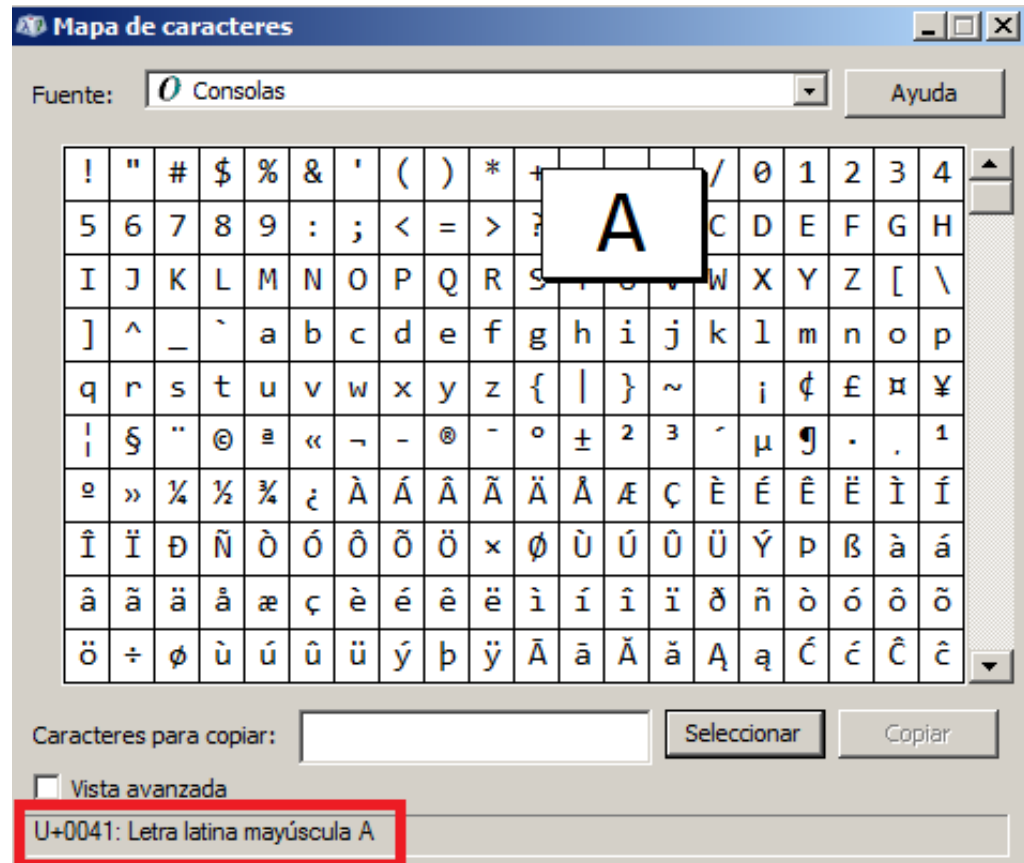 Mapa de caracteres
Fuente: Consolas Ayuda
! " # $ % & ' ( ) * + / 0 1 2 3 4
5 6 7 8 9 : ; < = > ? A C D E F G H
I J K L M N O P Q R S T U V W X Y Z [ \
] ^ _ ` a b c d e f g h i j k l m n o p
q r s t u v w x y z { | } ~ ¡ ¢ £ ¤ ¥
¦ § ¨ © ª « ¬ - ® ¯ ° ± ² ³ ´ µ ¶ · ¸ ¹
º » ¼ ½ ¾ ¿ À Á Â Ã Ä Å Æ Ç È É Ê Ë Ì Í
Î Ï Ð Ñ Ò Ó Ô Õ Ö × Ø Ù Ú Û Ü Ý Þ ß à á
â ã ä å æ ç è é ê ë ì í î ï ð ñ ò ó ô õ
ö ÷ ø ù ú û ü ý þ ÿ Ā ā Ă ă Ą ą Ć ć Ĉ ĉ
Caracteres para copiar: Seleccionar Copiar
Vista avanzada
U+0041: Letra latina mayúscula A